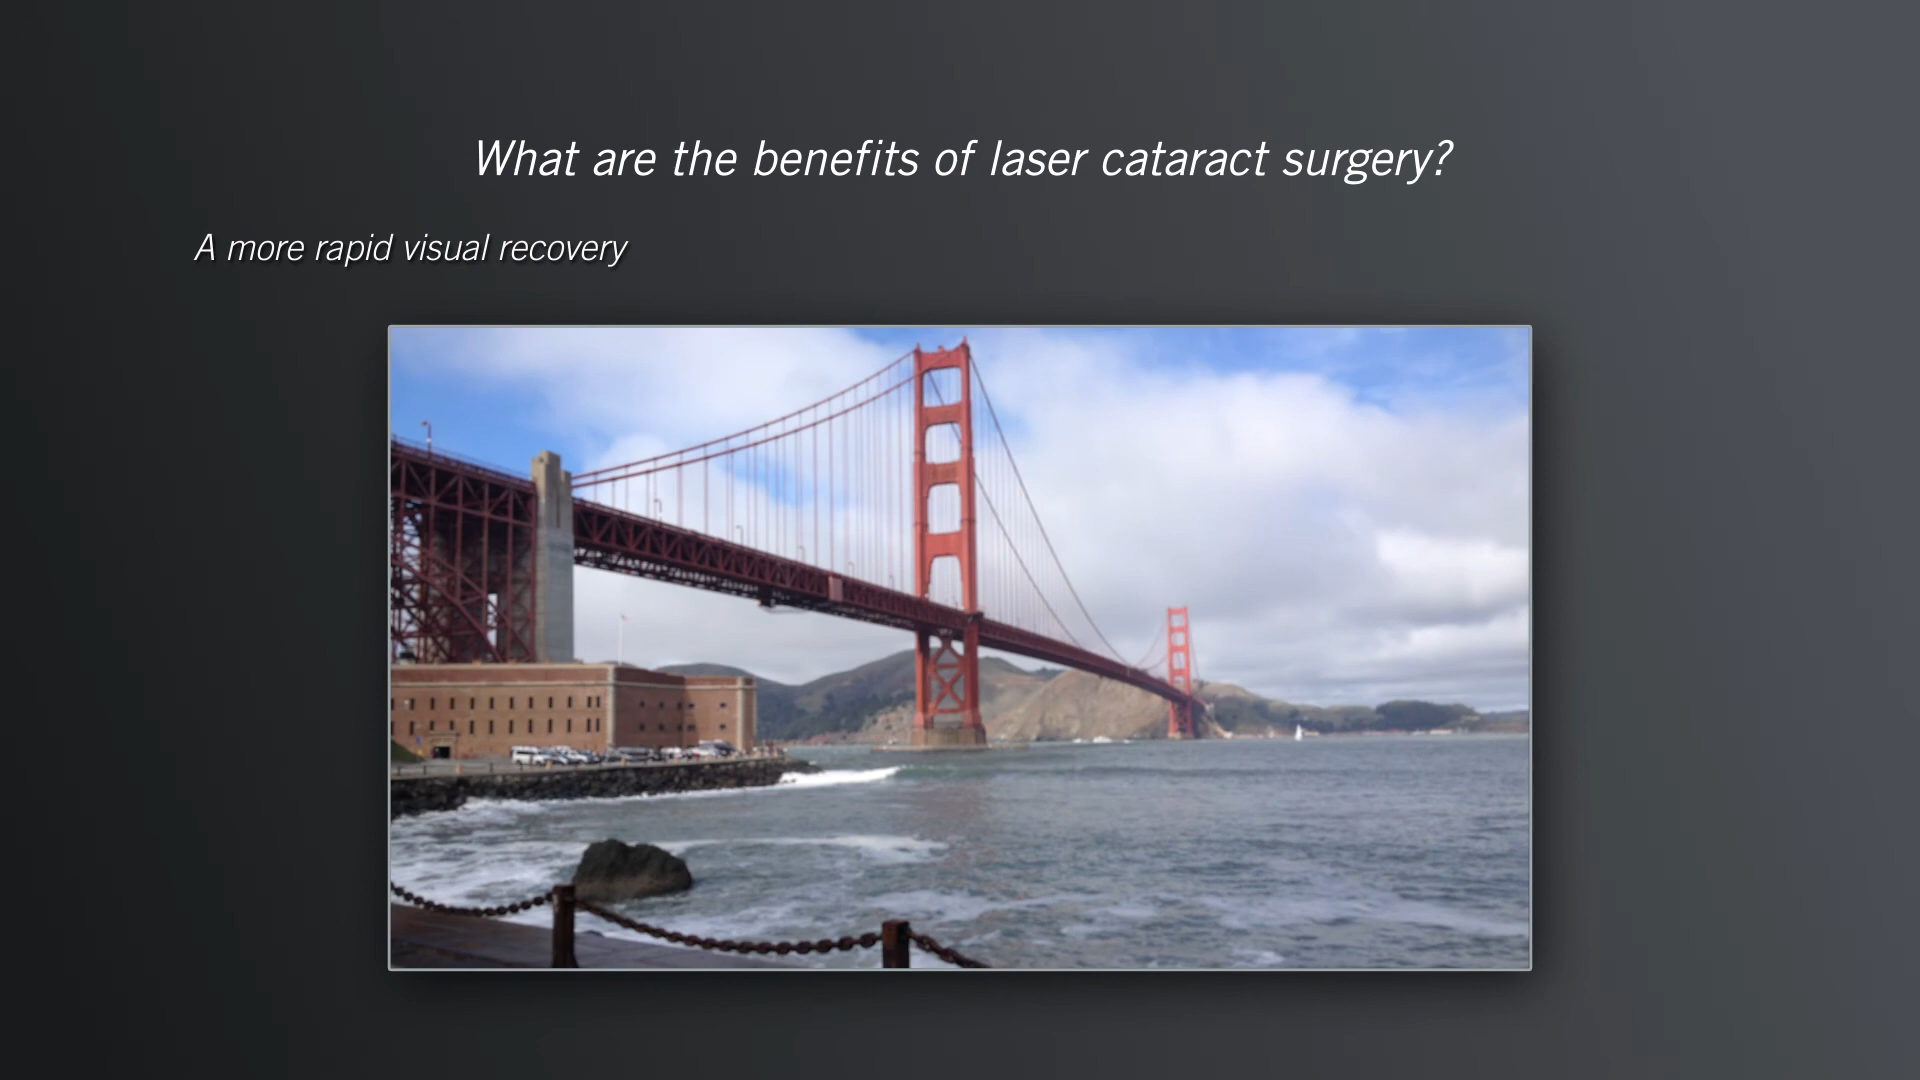 What are the benefits of laser cataract surgery?
A more rapid visual recovery